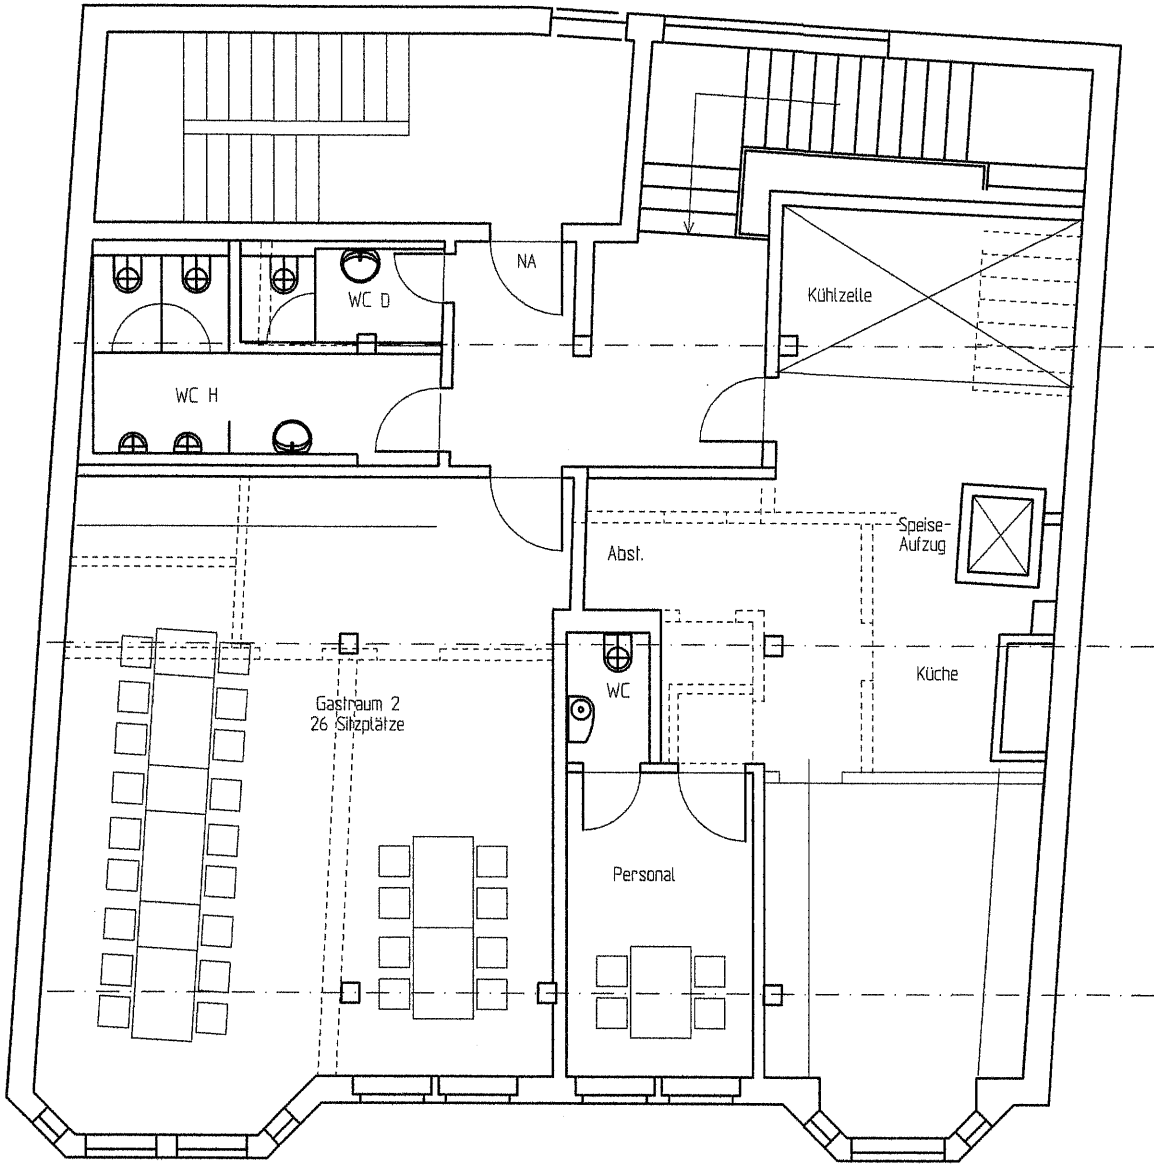 NA
WC D
Kühlzelle
WC H
Speise-
Aufzug
Abst.
Küche
WC
Gastraum 2
26 Sitzplätze
Personal